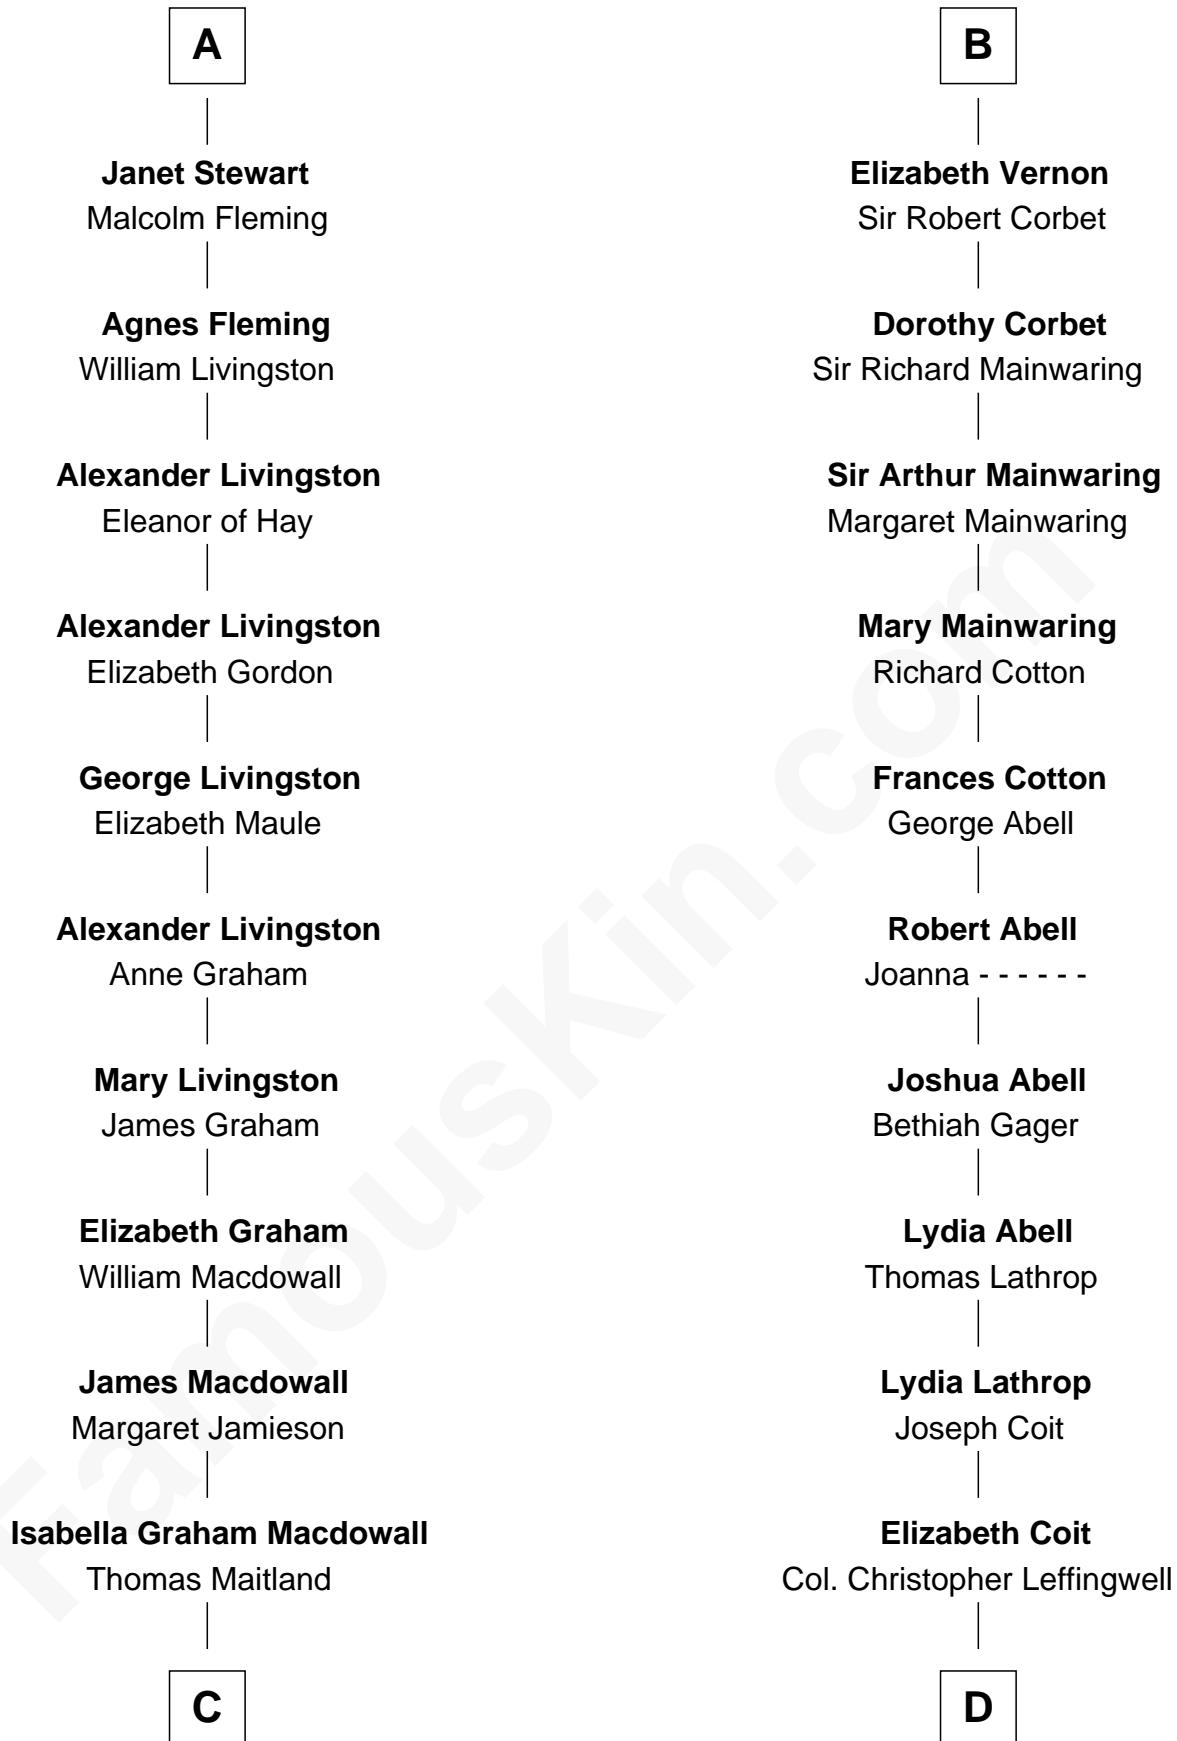 A
Janet Stewart
Malcolm Fleming
Agnes Fleming
William Livingston
Alexander Livingston
Eleanor of Hay
Alexander Livingston
Elizabeth Gordon
George Livingston
Elizabeth Maule
Alexander Livingston
Anne Graham
Mary Livingston
James Graham
Elizabeth Graham
William Macdowall
James Macdowall
Margaret Jamieson
Isabella Graham Macdowall
Thomas Maitland
C
B
Elizabeth Vernon
Sir Robert Corbet
Dorothy Corbet
Sir Richard Mainwaring
Sir Arthur Mainwaring
Margaret Mainwaring
Mary Mainwaring
Richard Cotton
Frances Cotton
George Abell
Robert Abell
Joanna - - - - - -
Joshua Abell
Bethiah Gager
Lydia Abell
Thomas Lathrop
Lydia Lathrop
Joseph Coit
Elizabeth Coit
Col. Christopher Leffingwell
D
FamousKin.com